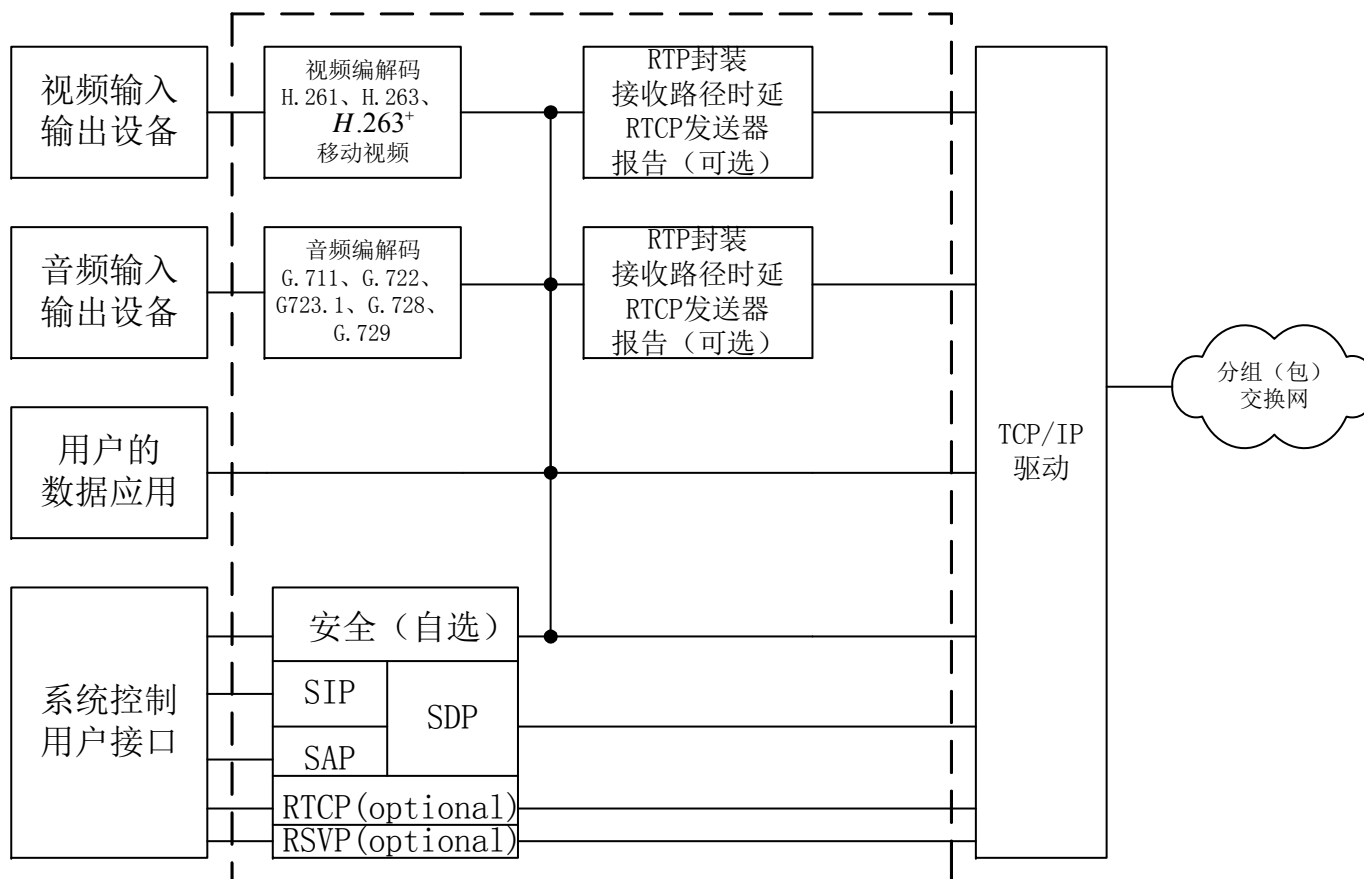 视频输入
输出设备
视频编解码
H.261、H.263、
H.263+
移动视频
RTP封装
接收路径时延
RTCP发送器
报告（可选）
音频输入
输出设备
音频编解码
G.711、G.722、
G723.1、G.728、
G.729
RTP封装
接收路径时延
RTCP发送器
报告（可选）
用户的
数据应用
TCP/IP
驱动
分组（包）
交换网
系统控制
用户接口
安全（自选）
SIP
SDP
SAP
RTCP(optional)
RSVP(optional)